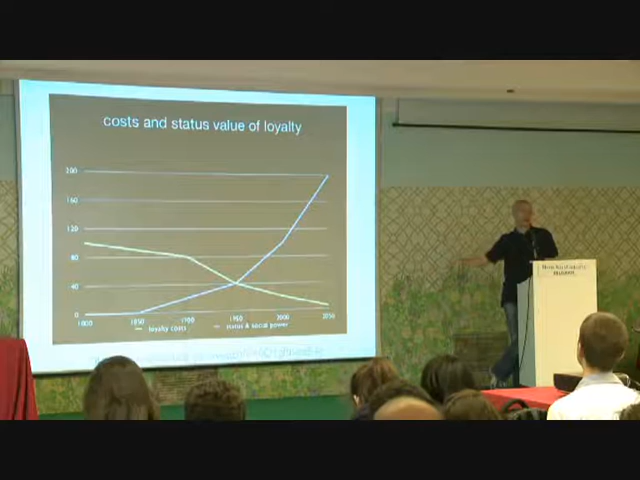 costs and status value of loyalty
200
160
120
80
40
0
1800 1850 1900 1950 2000 2050
loyalty costs status & social power